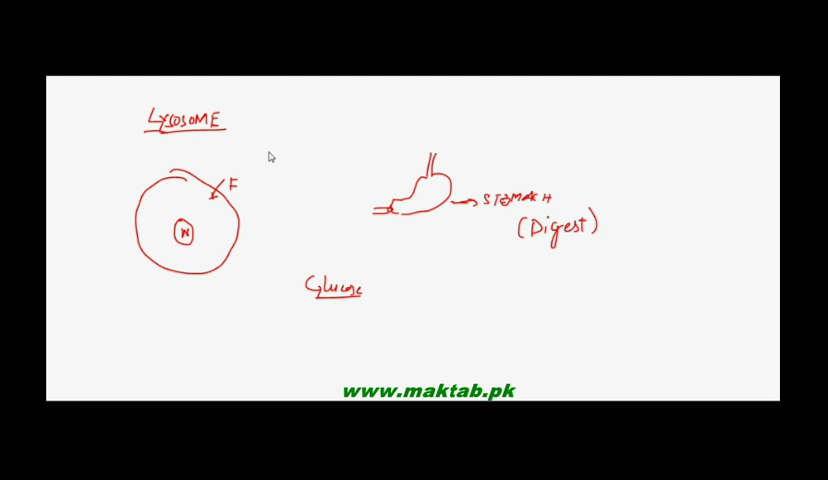 LYSOSOME
F
N
STOMACH
(Digest)
Glucose
www.maktab.pk